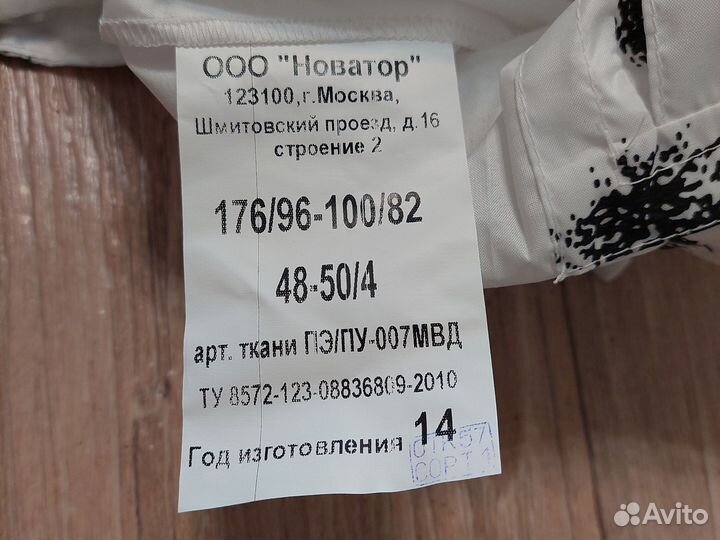 ООО "Новатор"
123100,г.Москва,
Шмитовский проезд, д.16
строение 2
176/96-100/82
48-50/4
арт. ткани ПЭ/ПУ-007МВД
ТУ 8572-123-08836809-2010
Год изготовления 14
ОТК 57
СОРТ 1
Avito